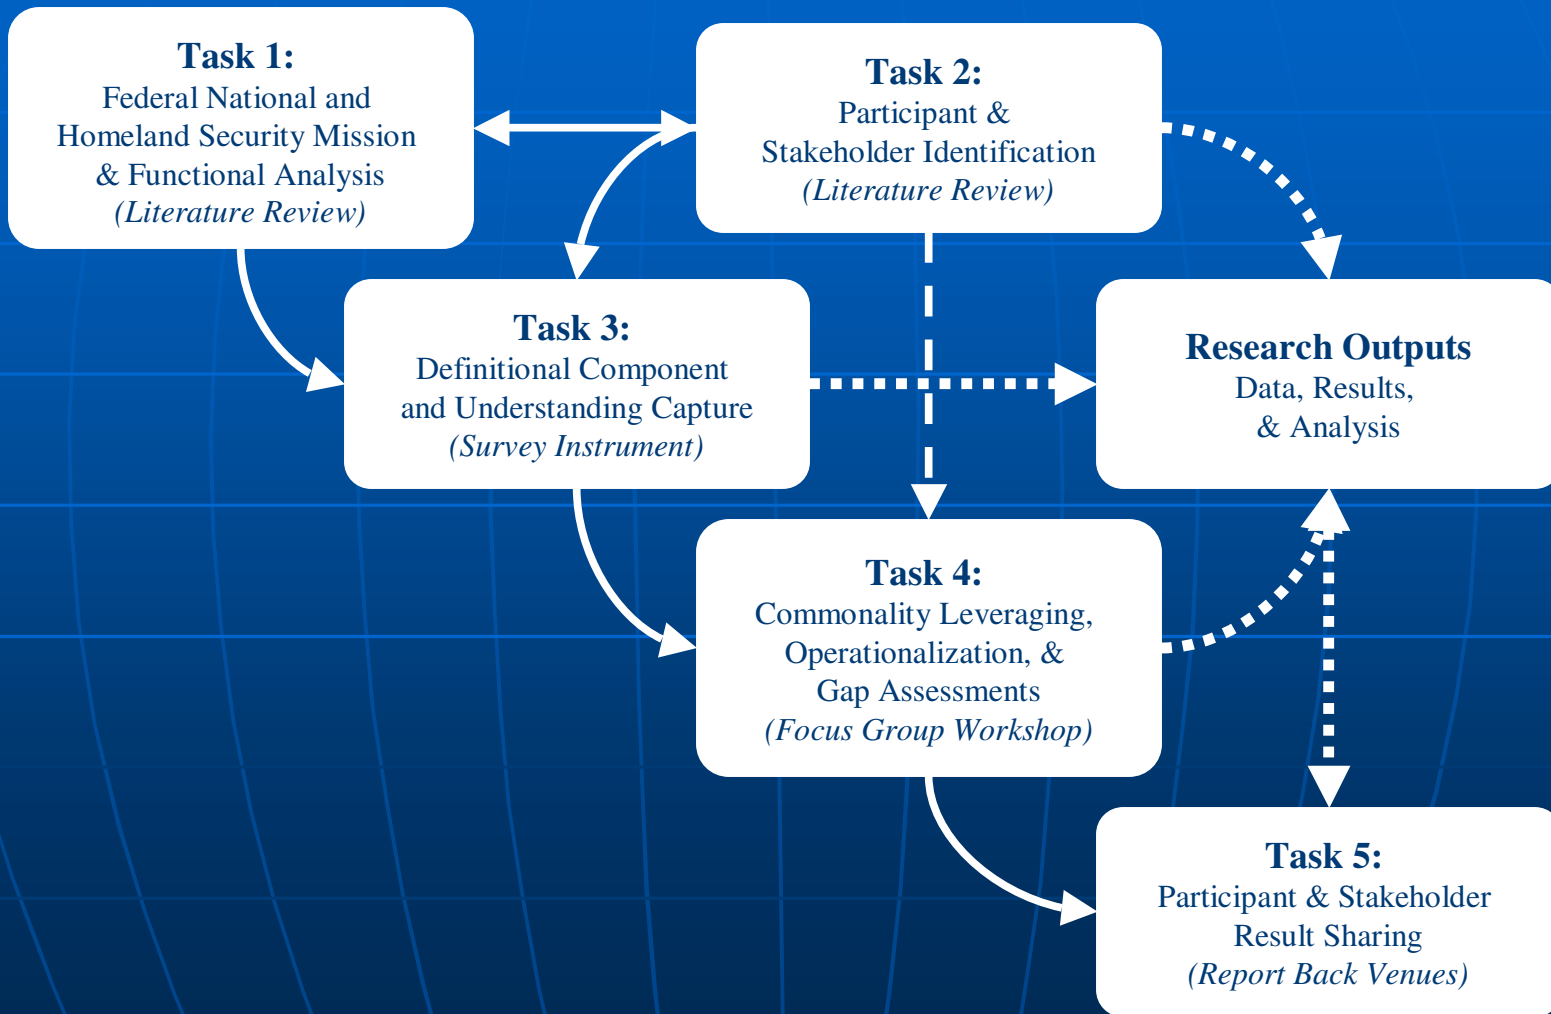 Task 1:
Federal National and
Homeland Security Mission
& Functional Analysis
(Literature Review)
Task 2:
Participant &
Stakeholder Identification
(Literature Review)
Task 3:
Definitional Component
and Understanding Capture
(Survey Instrument)
Research Outputs
Data, Results,
& Analysis
Task 4:
Commonality Leveraging,
Operationalization, &
Gap Assessments
(Focus Group Workshop)
Task 5:
Participant & Stakeholder
Result Sharing
(Report Back Venues)